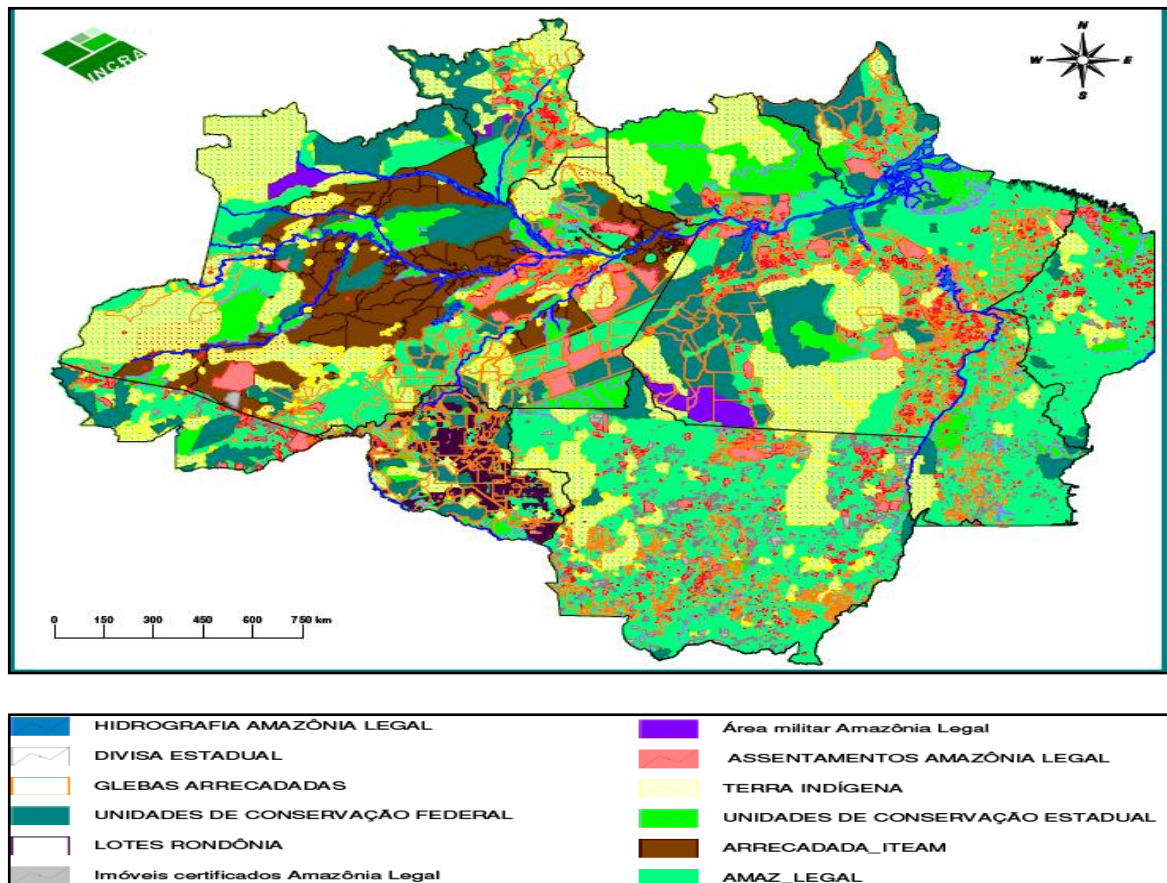 INCRA
N
W E
S
0 150 300 450 600 750 km
HIDROGRAFIA AMAZÔNIA LEGAL
DIVISA ESTADUAL
GLEBAS ARRECADADAS
UNIDADES DE CONSERVAÇÃO FEDERAL
LOTES RONDÔNIA
Imóveis certificados Amazônia Legal
Área militar Amazônia Legal
ASSENTAMENTOS AMAZÔNIA LEGAL
TERRA INDÍGENA
UNIDADES DE CONSERVAÇÃO ESTADUAL
ARRECADADA_ITEAM
AMAZ_LEGAL